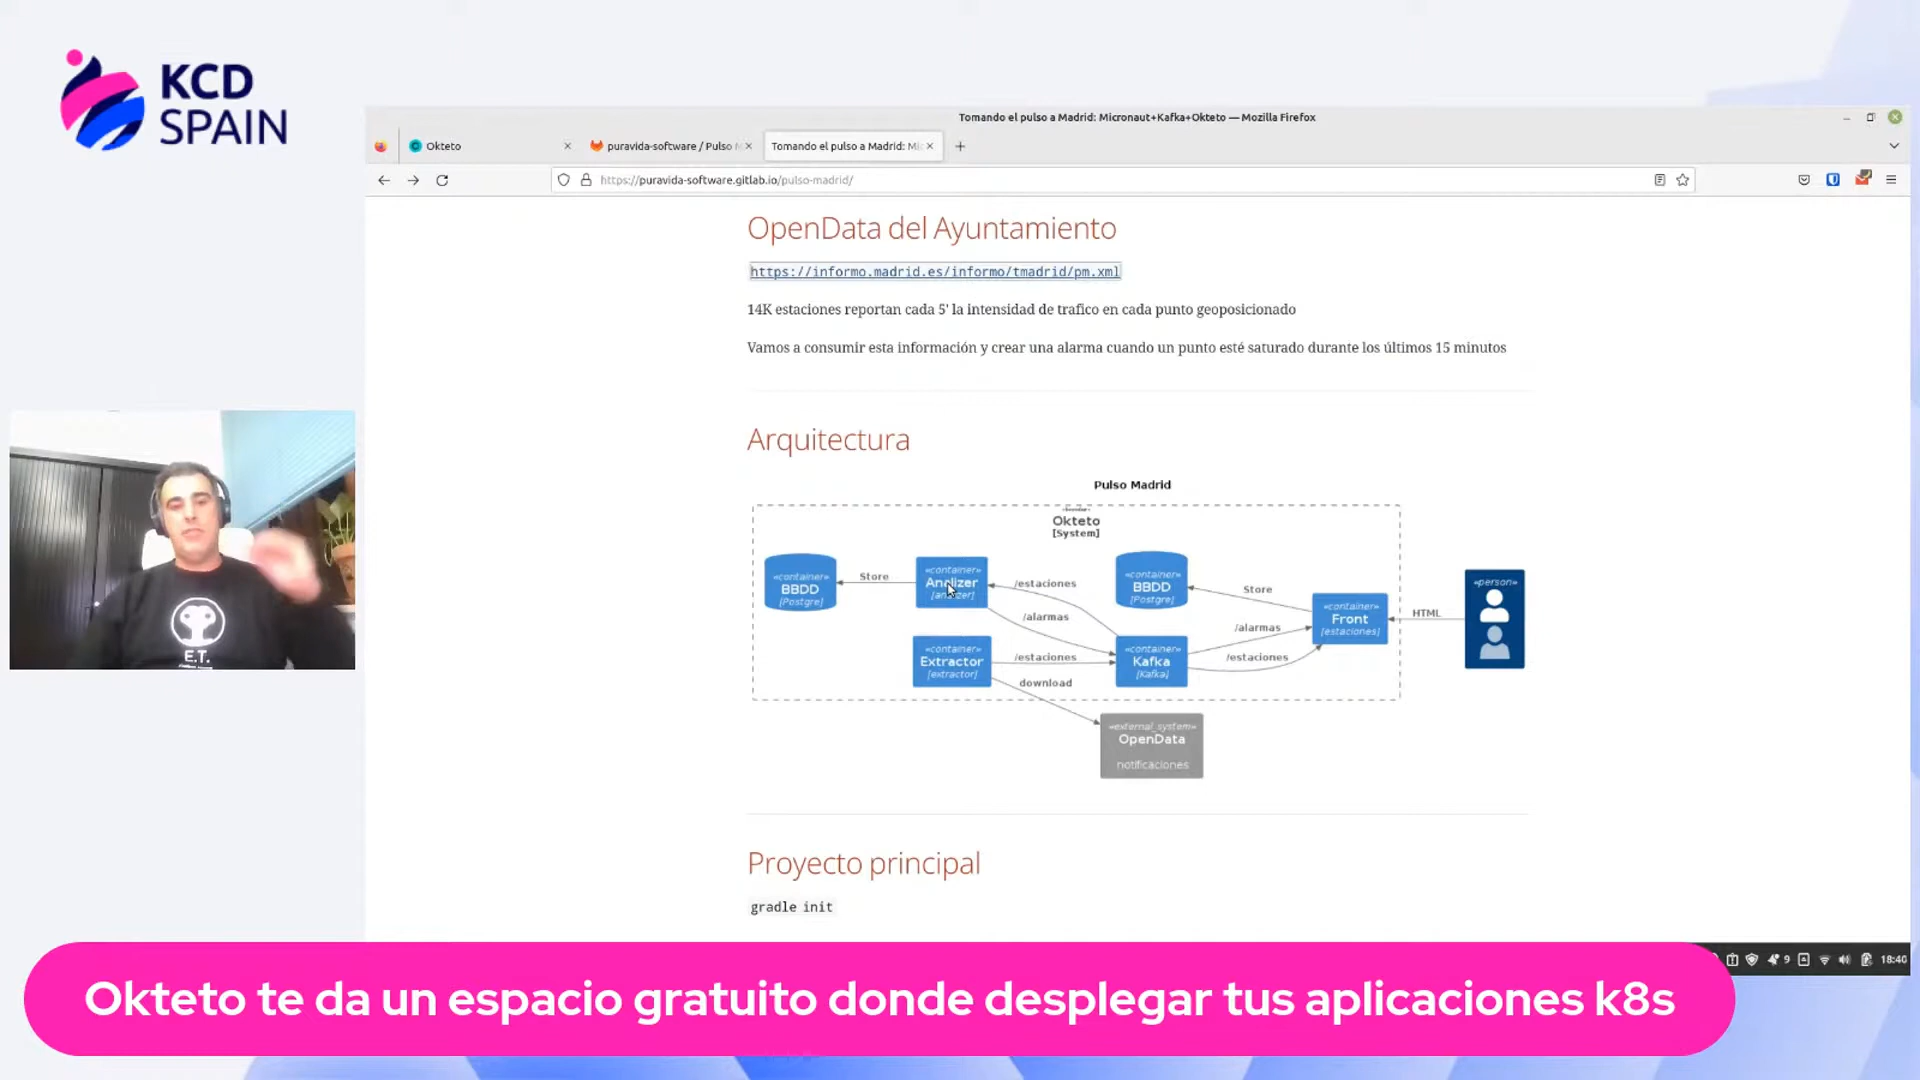 KCD
SPAIN
Tomando el pulso a Madrid: Micronaut+Kafka+Okteto — Mozilla Firefox
Okteto
puravida-software / Pulso M
Tomando el pulso a Madrid: Mi
https://puravida-software.gitlab.io/pulso-madrid/
OpenData del Ayuntamiento
https://informo.madrid.es/informo/tmadrid/pm.xml
14K estaciones reportan cada 5' la intensidad de trafico en cada punto geoposicionado
Vamos a consumir esta información y crear una alarma cuando un punto esté saturado durante los últimos 15 minutos
Arquitectura
Pulso Madrid
Okteto
[System]
«container»
BBDD
[Postgre]
Store
«container»
Analizer
/estaciones
/alarmas
«container»
BBDD
[Postgre]
Store
«container»
Front
[estaciones]
HTML
«person»
«container»
Extractor
[extractor]
/estaciones
download
«container»
Kafka
[Kafka]
/alarmas
/estaciones
«external_system»
OpenData
notificaciones
Proyecto principal
gradle init
E.T.
9
18:40
Okteto te da un espacio gratuito donde desplegar tus aplicaciones k8s